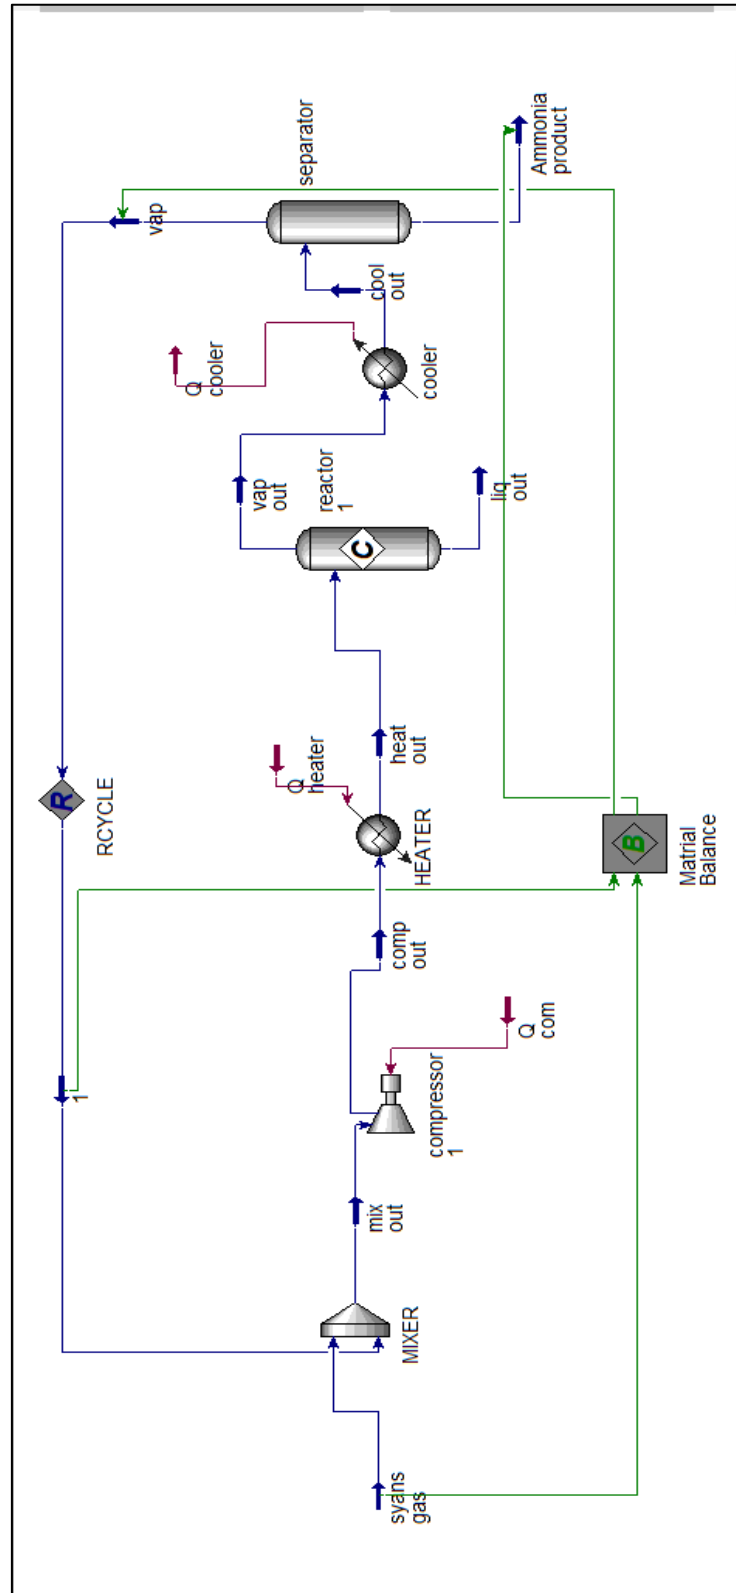 syans
gas
MIXER
mix
out
1
compressor
1
Q
com
comp
out
RCYCLE
R
HEATER
Q
heater
heat
out
Matrial
Balance
B
reactor
1
C
vap
out
liq
out
cooler
Q
cooler
cool
out
separator
vap
Ammonia
product